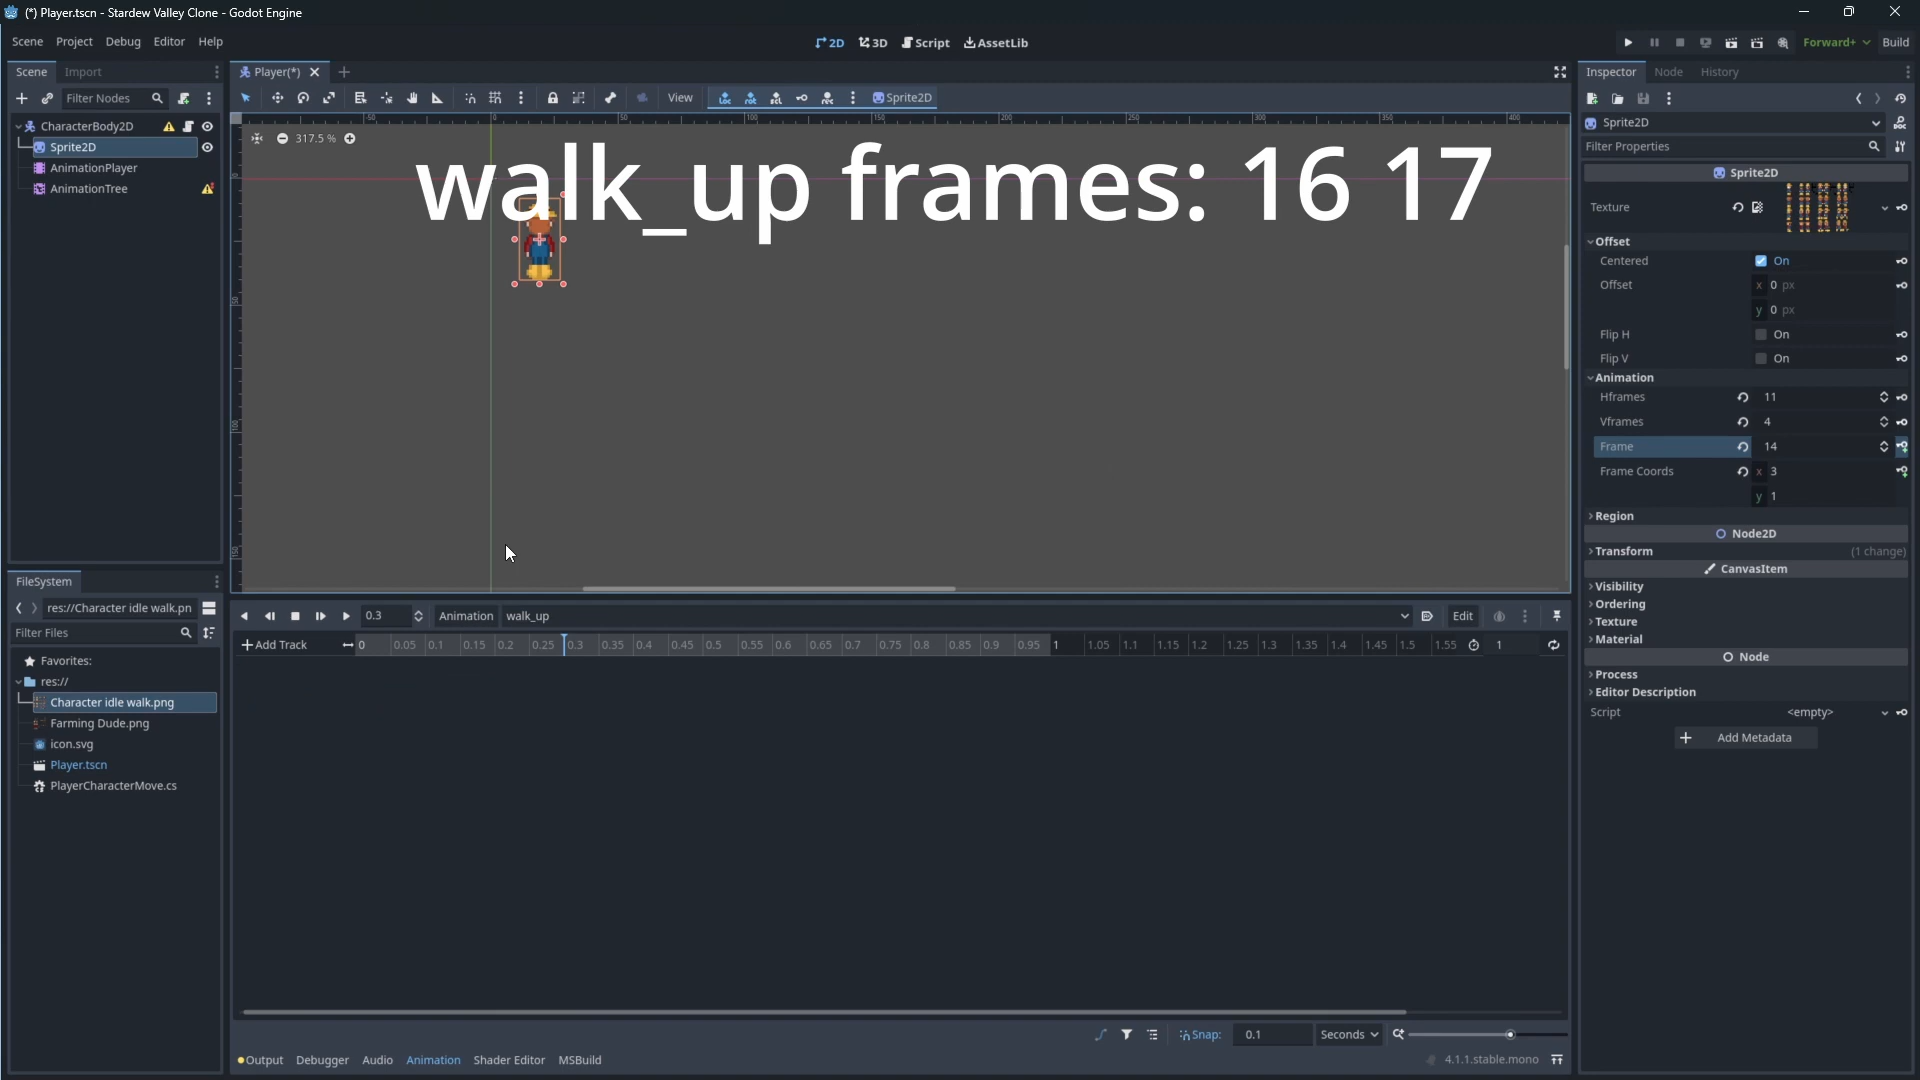 (*) Player.tscn - Stardew Valley Clone - Godot Engine
Scene Project Debug Editor Help
2D 3D Script AssetLib
Forward+ Build
Scene Import
Player(*)
Inspector Node History
Filter Nodes
View
Sprite2D
CharacterBody2D
Sprite2D
AnimationPlayer
AnimationTree
317.5 %
walk_up frames: 16 17
Sprite2D
Filter Properties
Sprite2D
Texture
Offset
Centered On
Offset x 0 px
y 0 px
Flip H On
Flip V On
Animation
Hframes 11
Vframes 4
Frame 14
Frame Coords x 3
y 1
Region
Node2D
Transform (1 change)
CanvasItem
Visibility
Ordering
Texture
Material
Node
Process
Editor Description
Script <empty>
Add Metadata
FileSystem
res://Character idle walk.pn
Filter Files
Favorites:
res://
Character idle walk.png
Farming Dude.png
icon.svg
Player.tscn
PlayerCharacterMove.cs
0.3 Animation walk_up Edit
Add Track 0 0.05 0.1 0.15 0.2 0.25 0.3 0.35 0.4 0.45 0.5 0.55 0.6 0.65 0.7 0.75 0.8 0.85 0.9 0.95 1 1.05 1.1 1.15 1.2 1.25 1.3 1.35 1.4 1.45 1.5 1.55 1
Snap: 0.1 Seconds
Output Debugger Audio Animation Shader Editor MSBuild
4.1.1.stable.mono